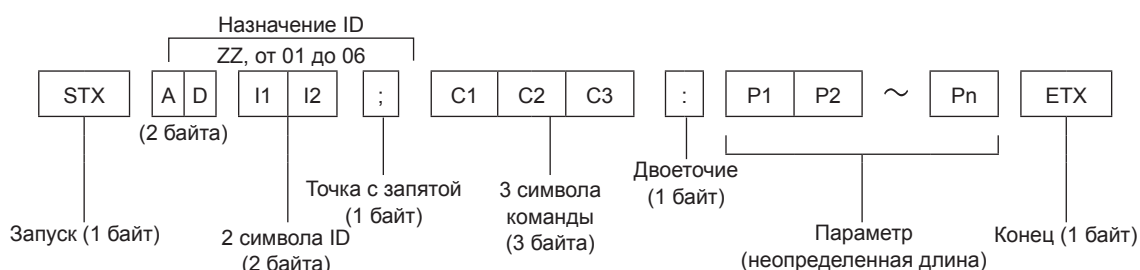 Назначение ID
ZZ, от 01 до 06
STX A D I1 I2 ; C1 C2 C3 : P1 P2 ～ Pn ETX
(2 байта)
Двоеточие
(1 байт)
Точка с запятой
(1 байт)
3 символа
команды
(3 байта)
Запуск (1 байт)
2 символа ID
(2 байта)
Параметр
(неопределенная длина)
Конец (1 байт)